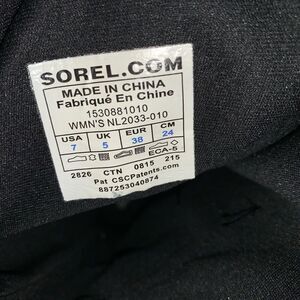 SOREL.COM
MADE IN CHINA
Fabriqué En Chine
1530881010
WMN'S NL2033-010
USA UK EUR CM
7 5 38 24
ECA-5
2826 CTN 0815 215
Pat CSCPatents.com
887253040874